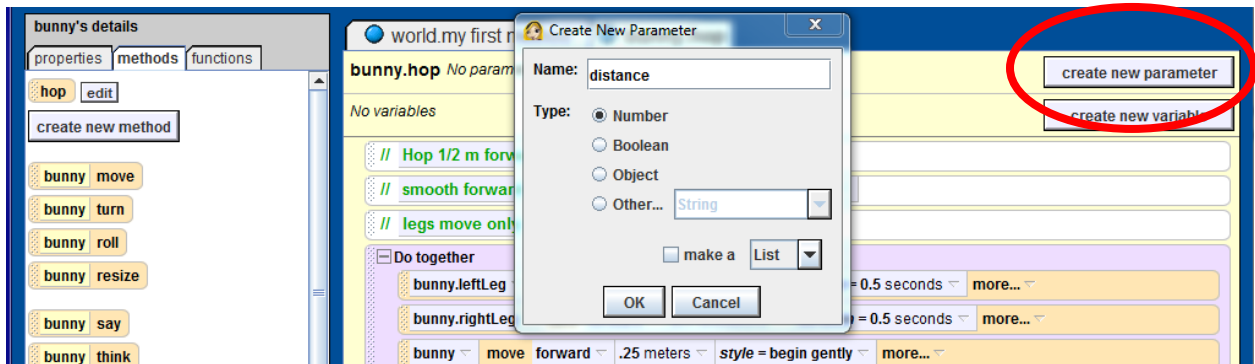 bunny's details
properties methods functions
hop edit
create new method
bunny move
bunny turn
bunny roll
bunny resize
bunny say
bunny think
world.my first
bunny.hop No param
create new parameter
No variables
create new variable
// Hop 1/2 m forw
// smooth forwar
// legs move only
Do together
bunny.leftLeg = 0.5 seconds more...
bunny.rightLeg = 0.5 seconds more...
bunny move forward .25 meters style = begin gently more...
Create New Parameter
Name: distance
Type: Number
Boolean
Object
Other... String
make a List
OK Cancel